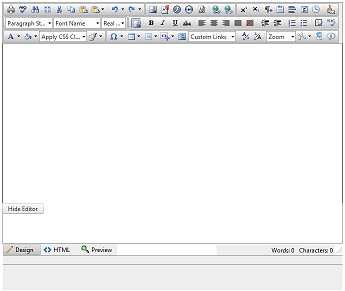 Paragraph St... Font Name Real ...
B I U abc
A Apply CSS Cl... Ω Custom Links Zoom
Hide Editor
Design HTML Preview Words: 0 Characters: 0